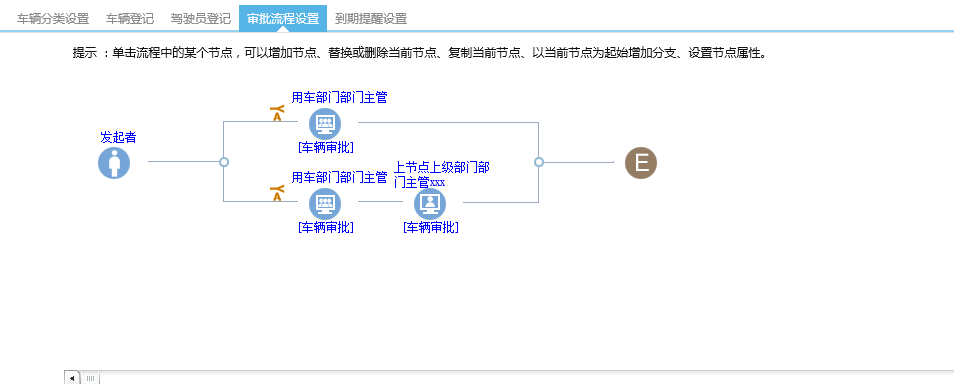 车辆分类设置 车辆登记 驾驶员登记 审批流程设置 到期提醒设置
提示 ：单击流程中的某个节点，可以增加节点、替换或删除当前节点、复制当前节点、以当前节点为起始增加分支、设置节点属性。
用车部门部门主管
[车辆审批]
发起者
E
用车部门部门主管
[车辆审批]
上节点上级部门部
门主管xxx
[车辆审批]